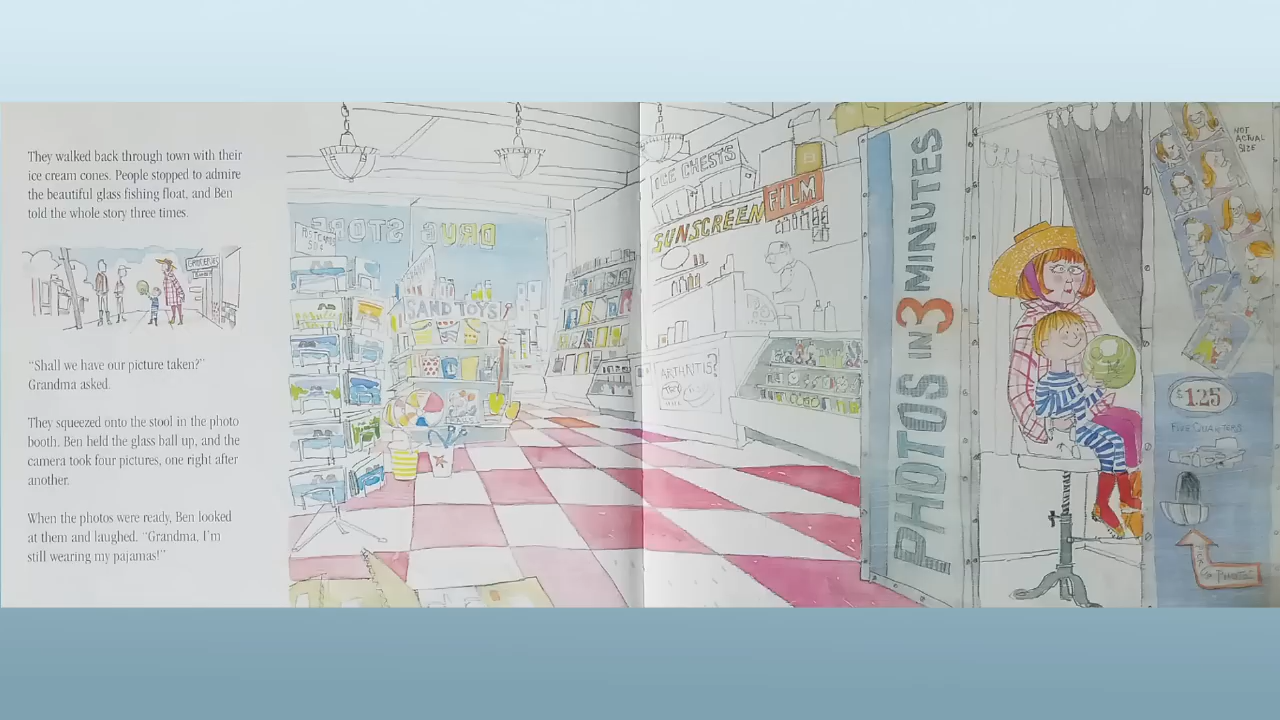 They walked back through town with their
ice cream cones. People stopped to admire
the beautiful glass fishing float, and Ben
told the whole story three times.
"Shall we have our picture taken?"
Grandma asked.
They squeezed onto the stool in the photo
booth. Ben held the glass ball up, and the
camera took four pictures, one right after
another.
When the photos were ready, Ben looked
at them and laughed. "Grandma, I'm
still wearing my pajamas!"
DRUG STORE
SAND TOYS
ICE CHESTS
SUNSCREEN
FILM
ARTHRITIS?
TRY
PHOTOS IN 3 MINUTES
NOT
ACTUAL
SIZE
$1.25
FIVE QUARTERS